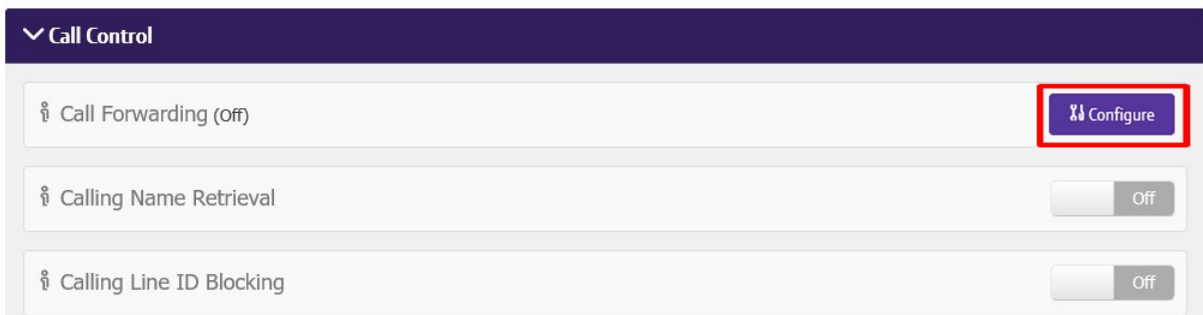 Call Control
Call Forwarding (Off)
Configure
Calling Name Retrieval
Off
Calling Line ID Blocking
Off